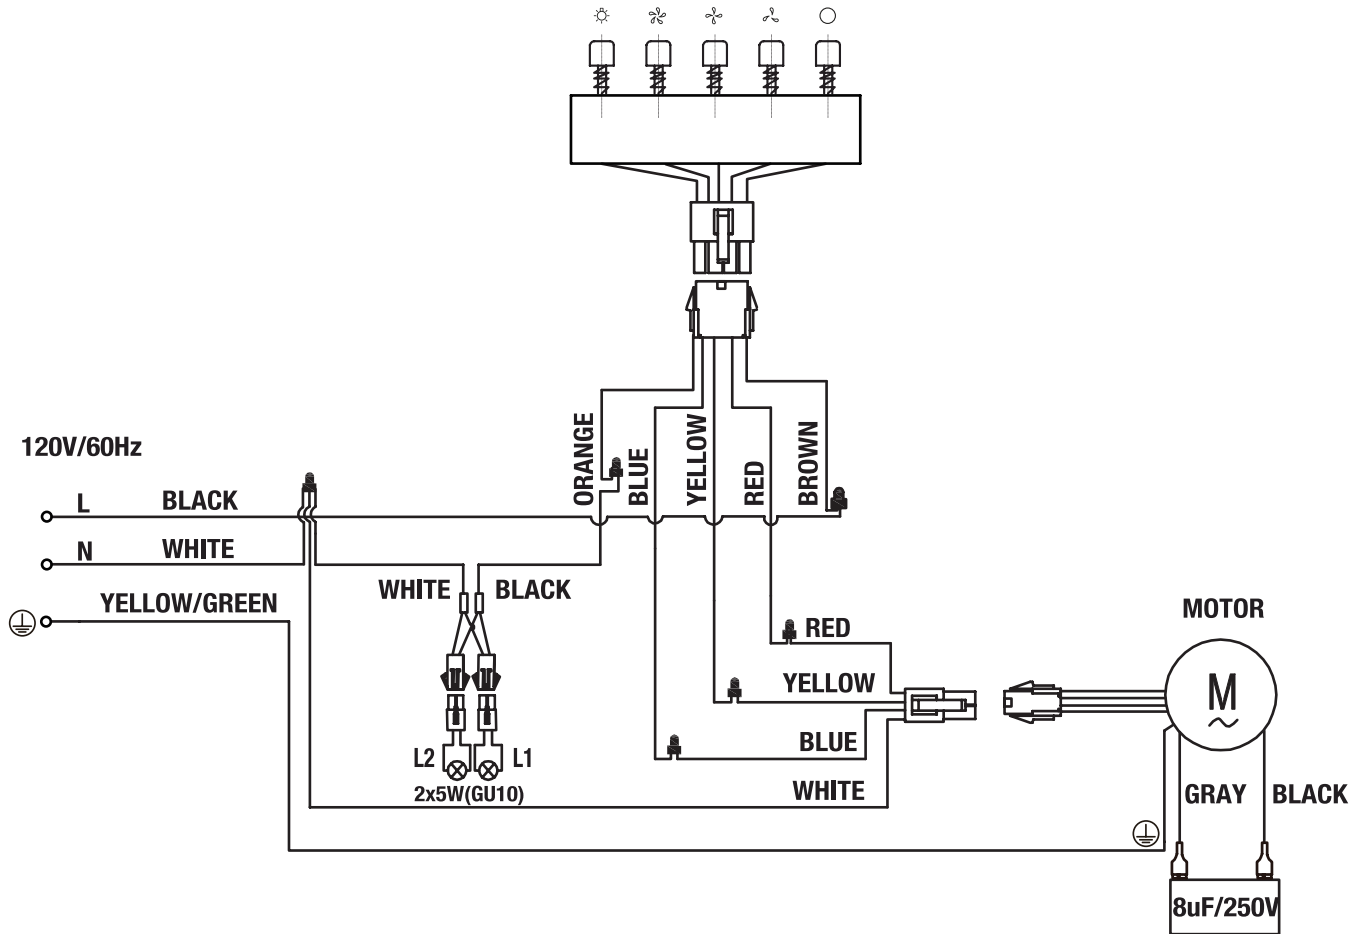 ORANGE
BLUE
YELLOW
RED
BROWN
120V/60Hz
L BLACK
N WHITE
YELLOW/GREEN
WHITE BLACK
RED
YELLOW
BLUE
WHITE
MOTOR
M
L2 L1
2x5W(GU10)
GRAY BLACK
8uF/250V